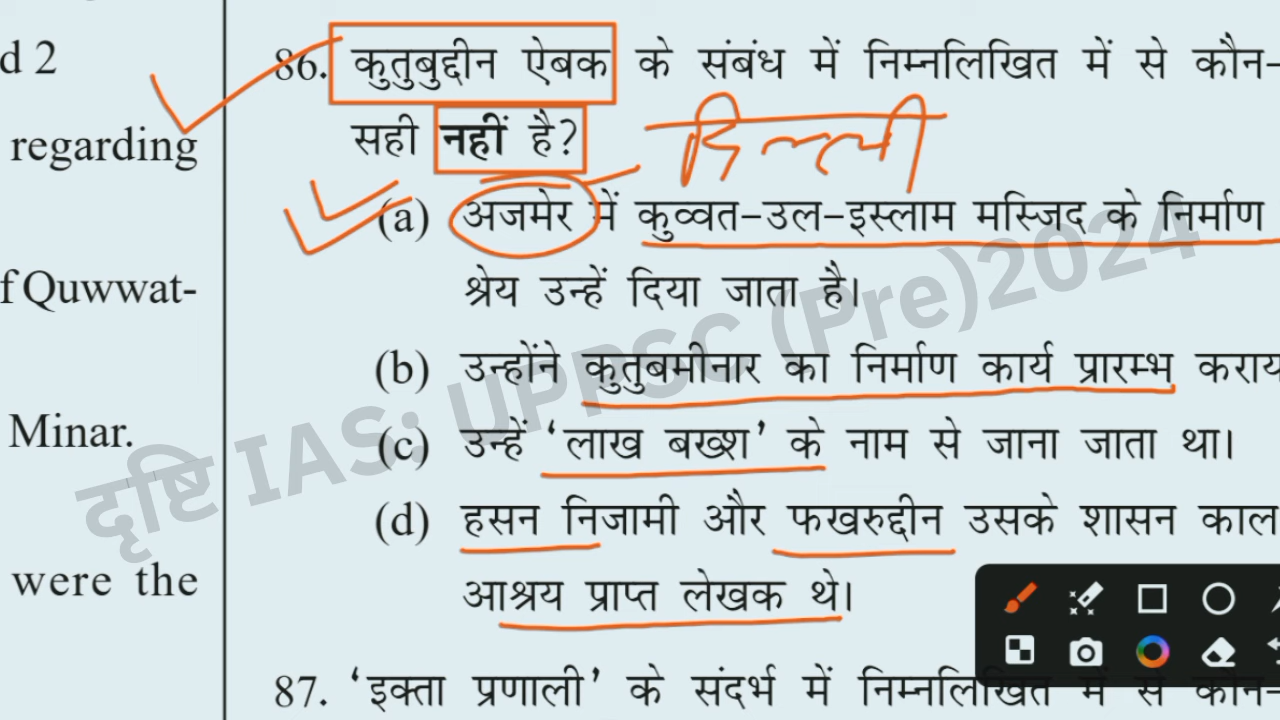 d 2
regarding
f Quwwat-
Minar.
were the
86. कुतुबुद्दीन ऐबक के संबंध में निम्नलिखित में से कौन-
सही नहीं है?
दिल्ली
(a) अजमेर में कुव्वत-उल-इस्लाम मस्जिद के निर्माण
श्रेय उन्हें दिया जाता है।
(b) उन्होंने कुतुबमीनार का निर्माण कार्य प्रारम्भ कराय
(c) उन्हें ‘लाख बख्श’ के नाम से जाना जाता था।
(d) हसन निजामी और फखरुद्दीन उसके शासन काल
आश्रय प्राप्त लेखक थे।
87. ‘इक्ता प्रणाली’ के संदर्भ में निम्नलिखित में से कौन-
दृष्टि IAS: UPPSC (Pre) 2024